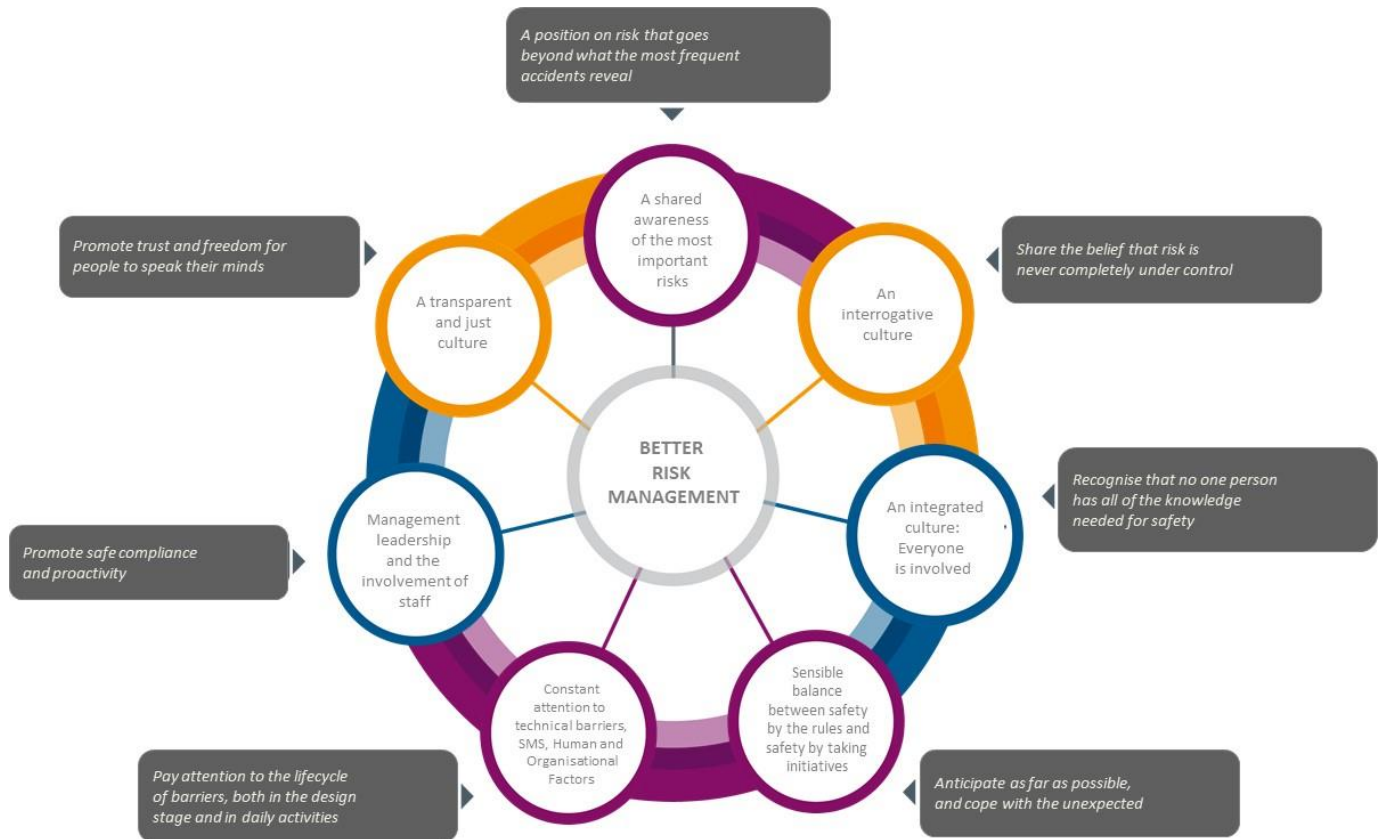 A position on risk that goes
beyond what the most frequent
accidents reveal
A shared
awareness
of the most
important
risks
Promote trust and freedom for
people to speak their minds
A transparent
and just
culture
Share the belief that risk is
never completely under control
An
interrogative
culture
BETTER
RISK
MANAGEMENT
Recognise that no one person
has all of the knowledge
needed for safety
An integrated
culture:
Everyone
is involved
Promote safe compliance
and proactivity
Management
leadership
and the
involvement of
staff
Constant
attention to
technical barriers,
SMS, Human and
Organisational
Factors
Sensible
balance
between safety
by the rules and
safety by taking
initiatives
Pay attention to the lifecycle
of barriers, both in the design
stage and in daily activities
Anticipate as far as possible,
and cope with the unexpected